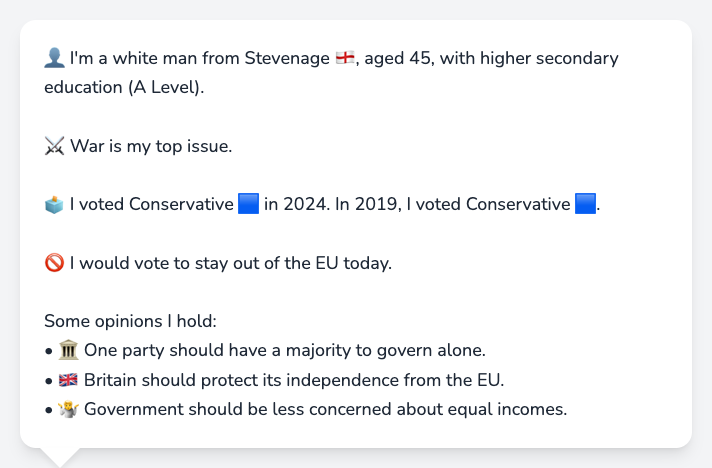 👤 I'm a white man from Stevenage 🏴󠁧󠁢󠁥󠁮󠁧󠁿, aged 45, with higher secondary
education (A Level).
⚔️ War is my top issue.
🗳️ I voted Conservative 🟦 in 2024. In 2019, I voted Conservative 🟦.
🚫 I would vote to stay out of the EU today.
Some opinions I hold:
• 🏛️ One party should have a majority to govern alone.
• 🇬🇧 Britain should protect its independence from the EU.
• 🤷 Government should be less concerned about equal incomes.